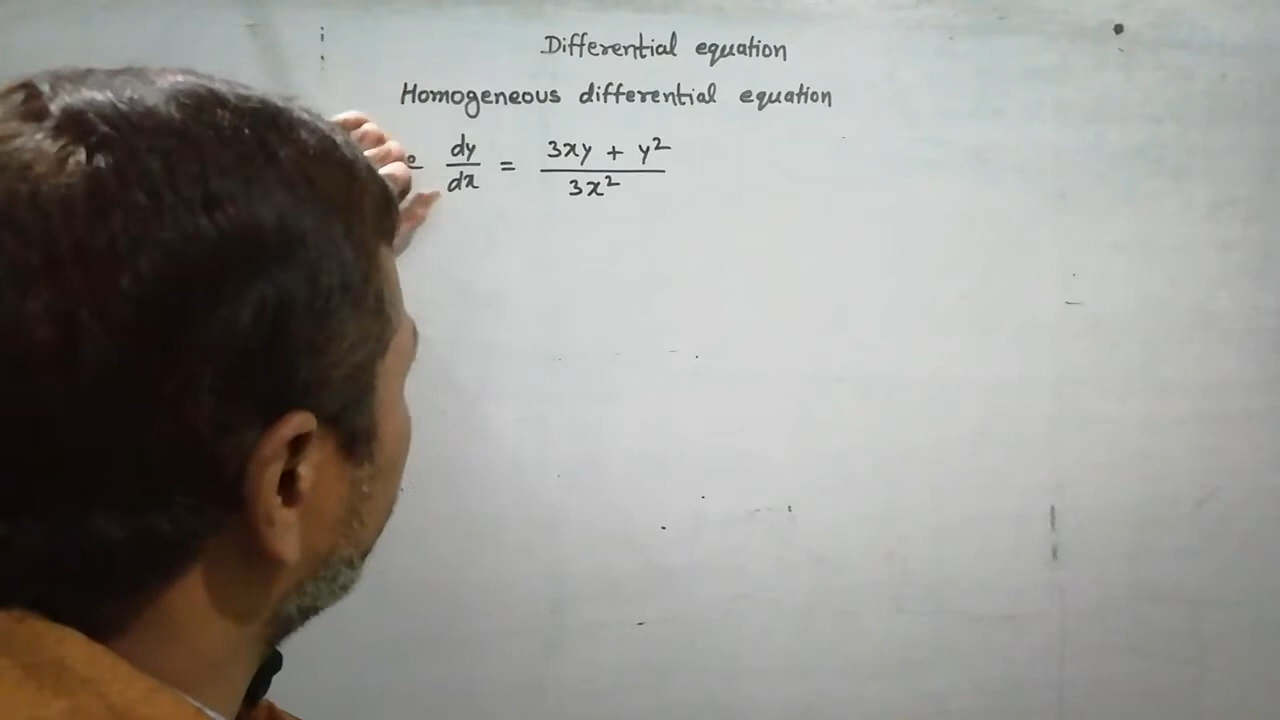 Differential equation
Homogeneous differential equation
dy/dx = (3xy + y²)/(3x²)